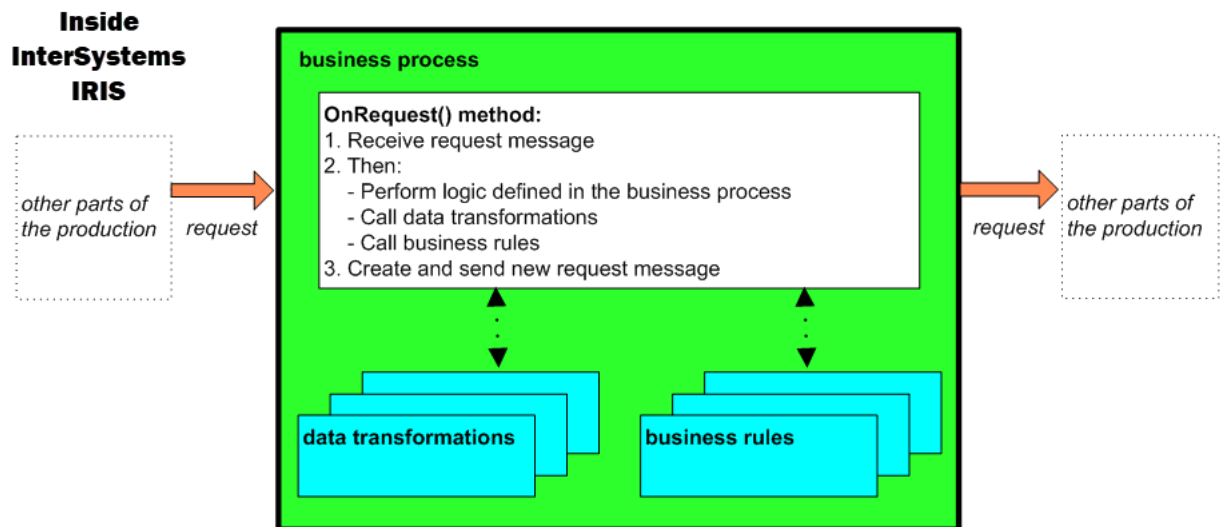 Inside
InterSystems
IRIS
business process
OnRequest() method:
1. Receive request message
2. Then:
- Perform logic defined in the business process
- Call data transformations
- Call business rules
3. Create and send new request message
other parts of
the production
request
request
other parts of
the production
data transformations
business rules